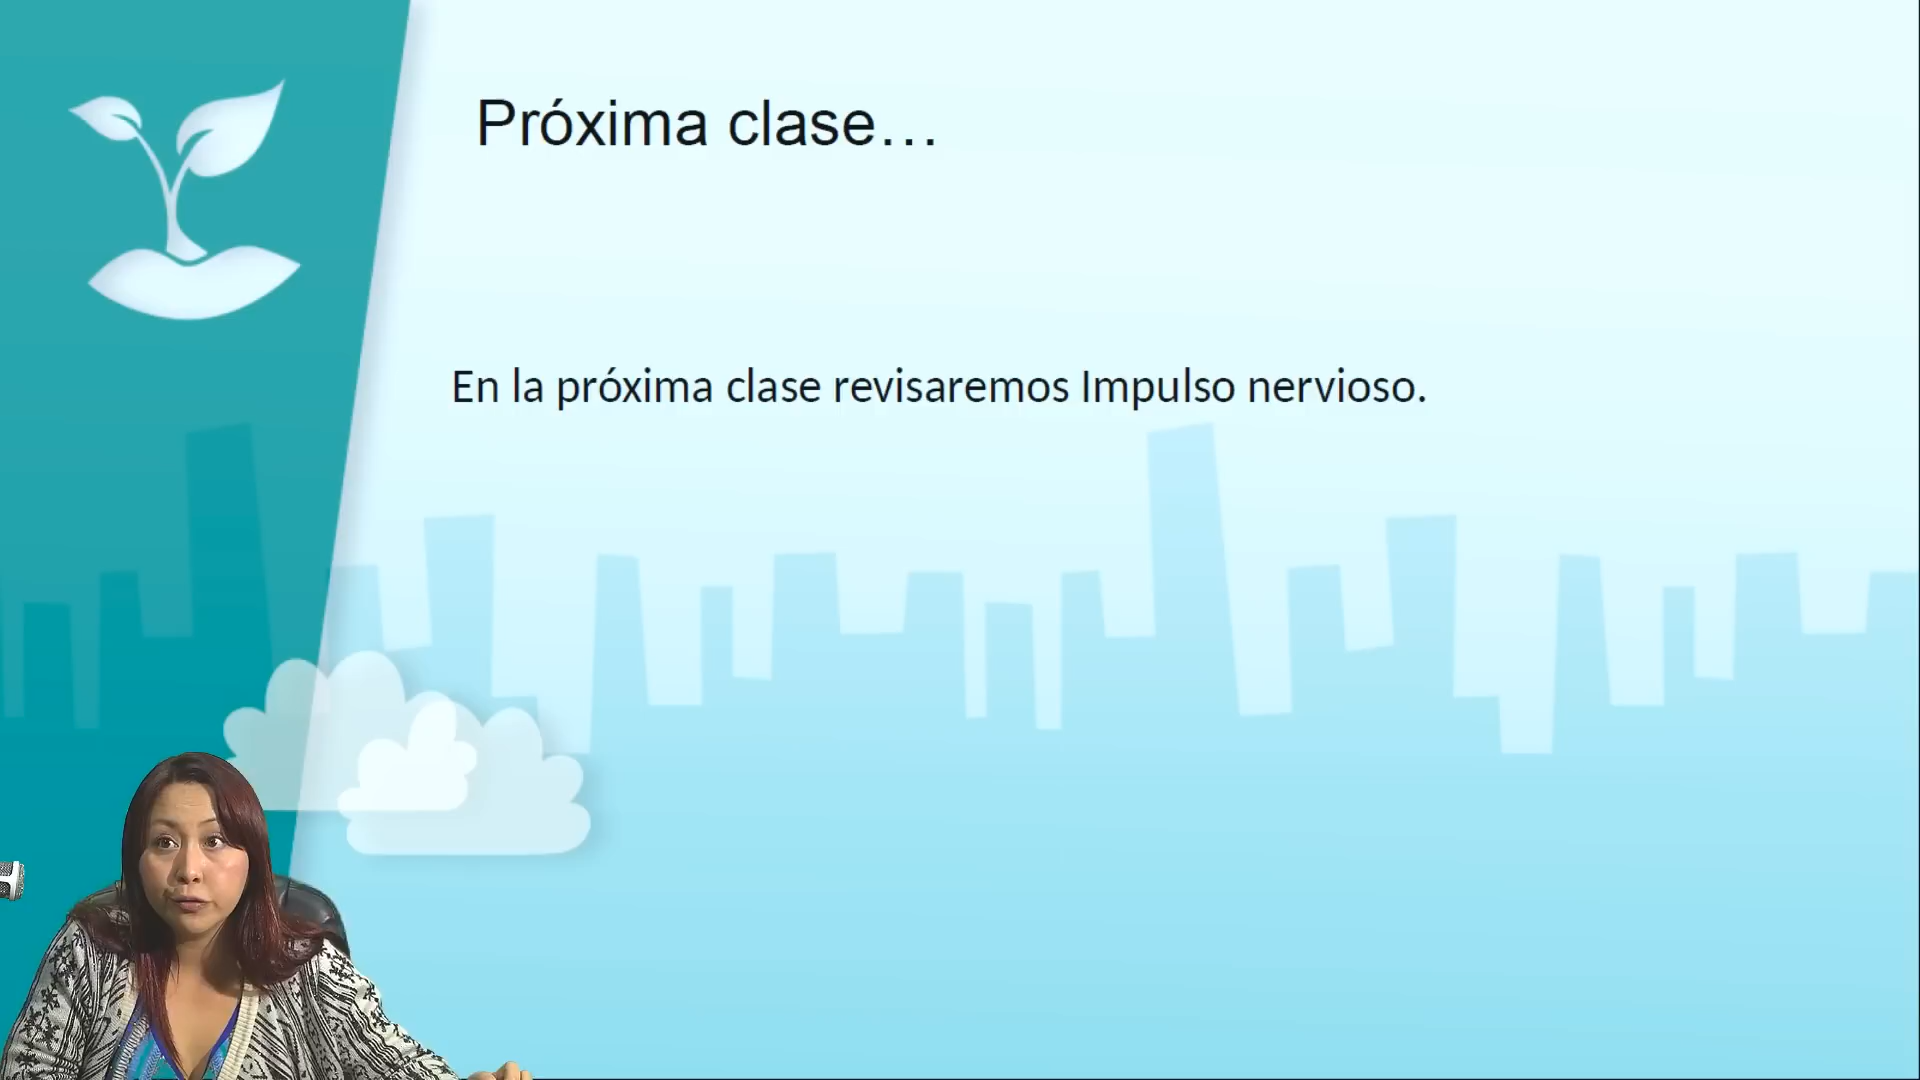 Próxima clase…
En la próxima clase revisaremos Impulso nervioso.